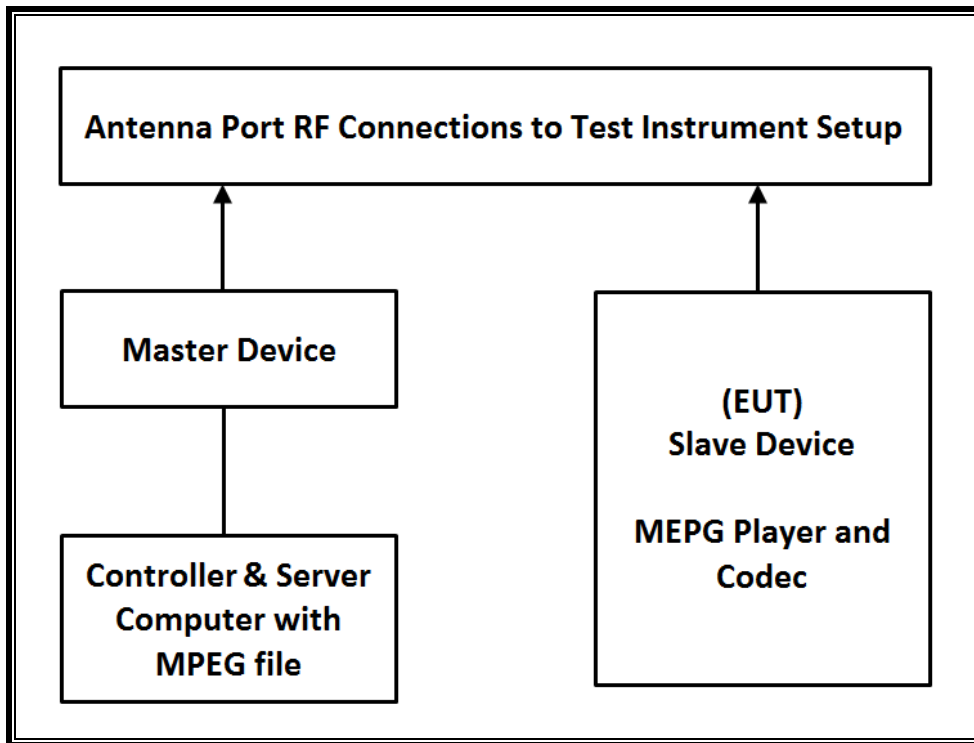 Antenna Port RF Connections to Test Instrument Setup
Master Device
Controller & Server
Computer with
MPEG file
(EUT)
Slave Device
MEPG Player and
Codec